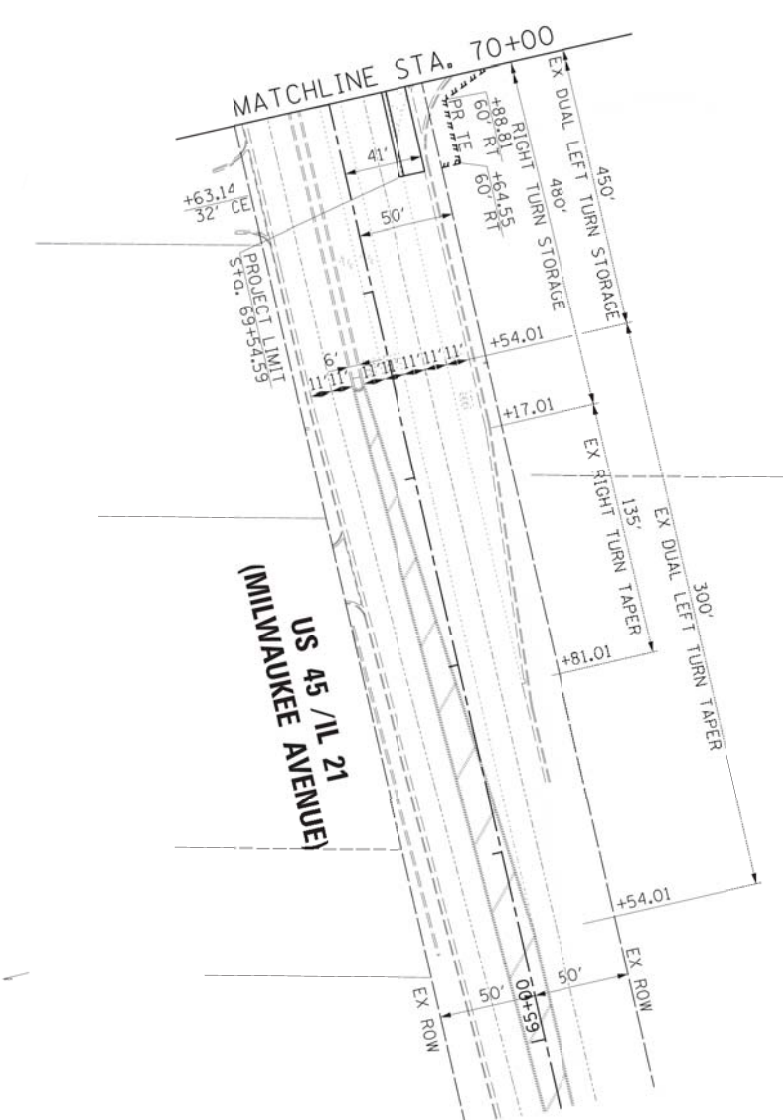 MATCHLINE STA. 70+00
EX DUAL LEFT TURN STORAGE
450'
RIGHT TURN STORAGE
480'
+88.81
60' RT
PR TE
+64.55
60' RT
41'
50'
+63.14
32' CE
PROJECT LIMIT
Sta. 69+54.59
6'
11' 11' 11' 11' 11' 11' 11'
+54.01
+17.01
EX RIGHT TURN TAPER
135'
EX DUAL LEFT TURN TAPER
300'
+81.01
US 45 /IL 21
(MILWAUKEE AVENUE)
+54.01
50'
50'
65+00
EX ROW
EX ROW